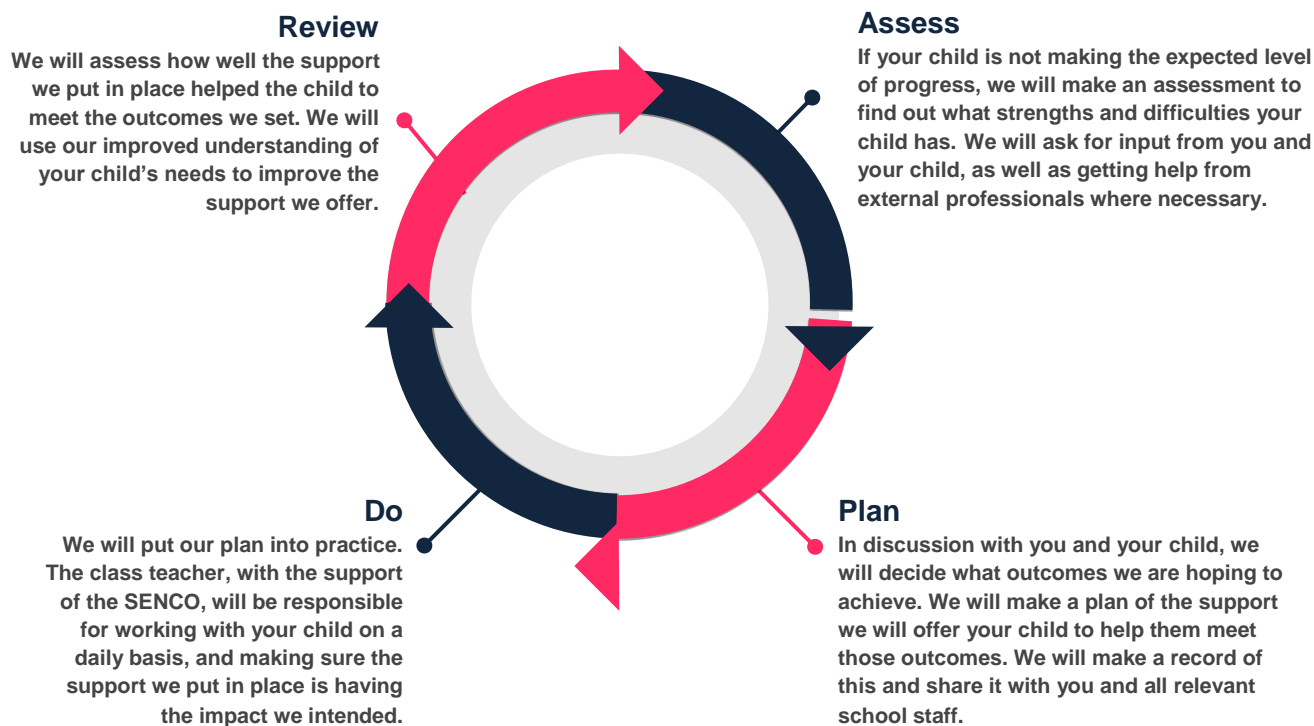 Review
We will assess how well the support
we put in place helped the child to
meet the outcomes we set. We will
use our improved understanding of
your child’s needs to improve the
support we offer.
Assess
If your child is not making the expected level
of progress, we will make an assessment to
find out what strengths and difficulties your
child has. We will ask for input from you and
your child, as well as getting help from
external professionals where necessary.
Do
We will put our plan into practice.
The class teacher, with the support
of the SENCO, will be responsible
for working with your child on a
daily basis, and making sure the
support we put in place is having
the impact we intended.
Plan
In discussion with you and your child, we
will decide what outcomes we are hoping to
achieve. We will make a plan of the support
we will offer your child to help them meet
those outcomes. We will make a record of
this and share it with you and all relevant
school staff.